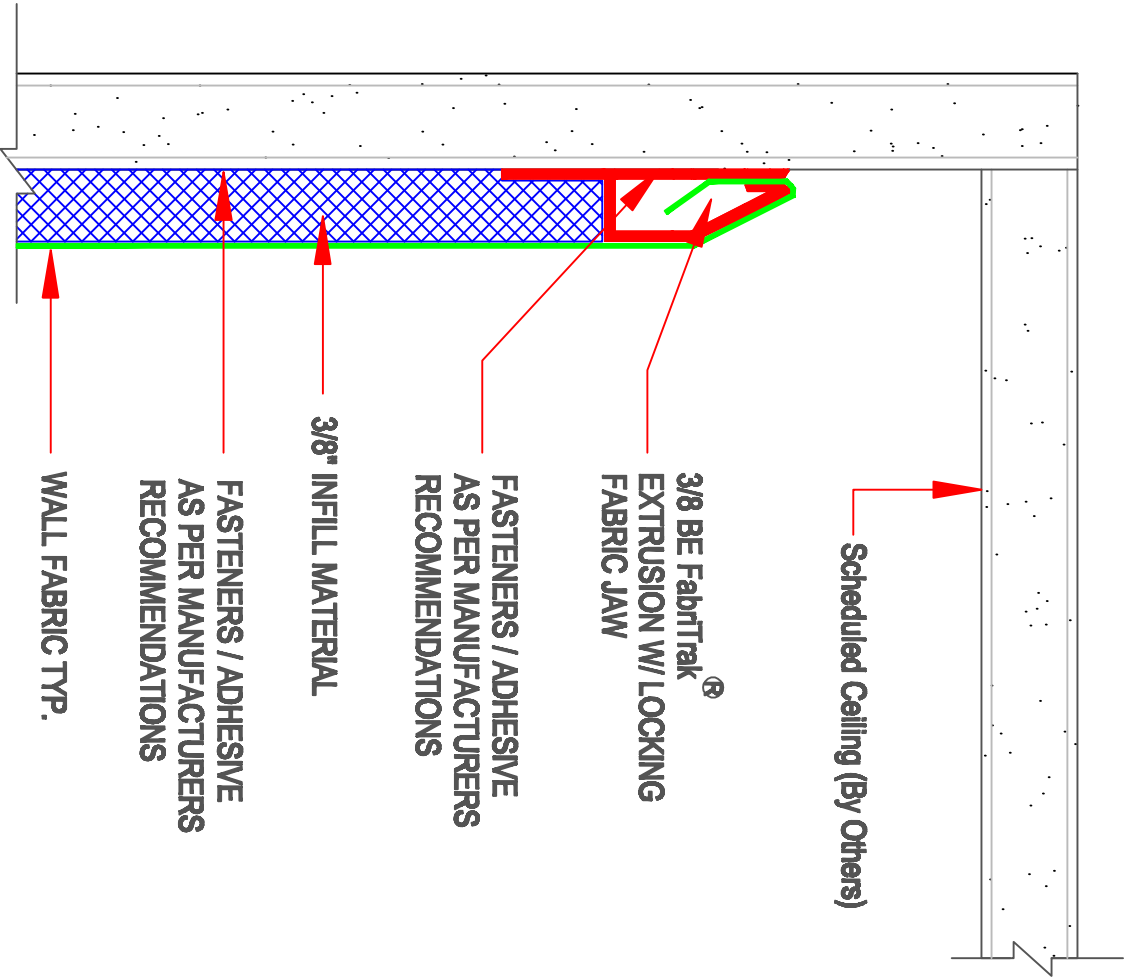 Scheduled Ceiling (By Others)
3/8 BE FabriTrak ®
EXTRUSION W/ LOCKING
FABRIC JAW
FASTENERS / ADHESIVE
AS PER MANUFACTURERS
RECOMMENDATIONS
3/8" INFILL MATERIAL
FASTENERS / ADHESIVE
AS PER MANUFACTURERS
RECOMMENDATIONS
WALL FABRIC TYP.